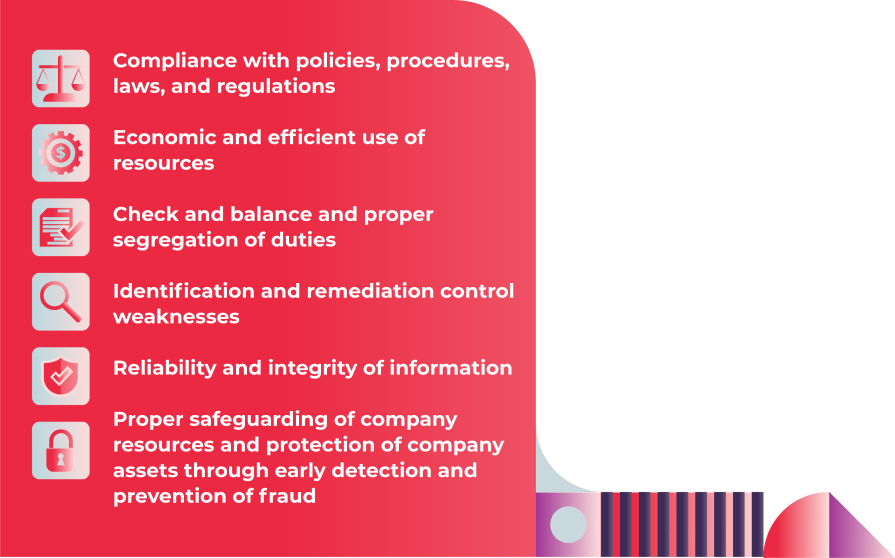 Compliance with policies, procedures,
laws, and regulations
Economic and efficient use of
resources
$
Check and balance and proper
segregation of duties
Identification and remediation control
weaknesses
Reliability and integrity of information
Proper safeguarding of company
resources and protection of company
assets through early detection and
prevention of fraud